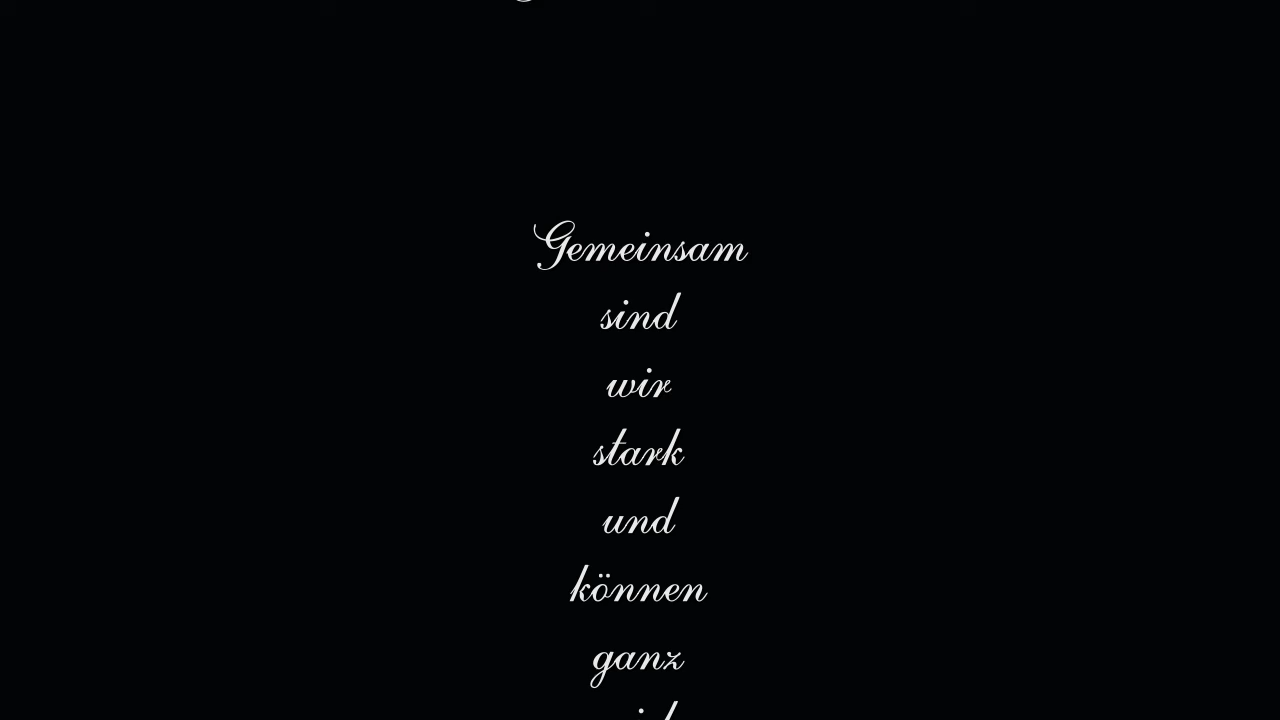 Gemeinsam
sind
wir
stark
und
können
ganz